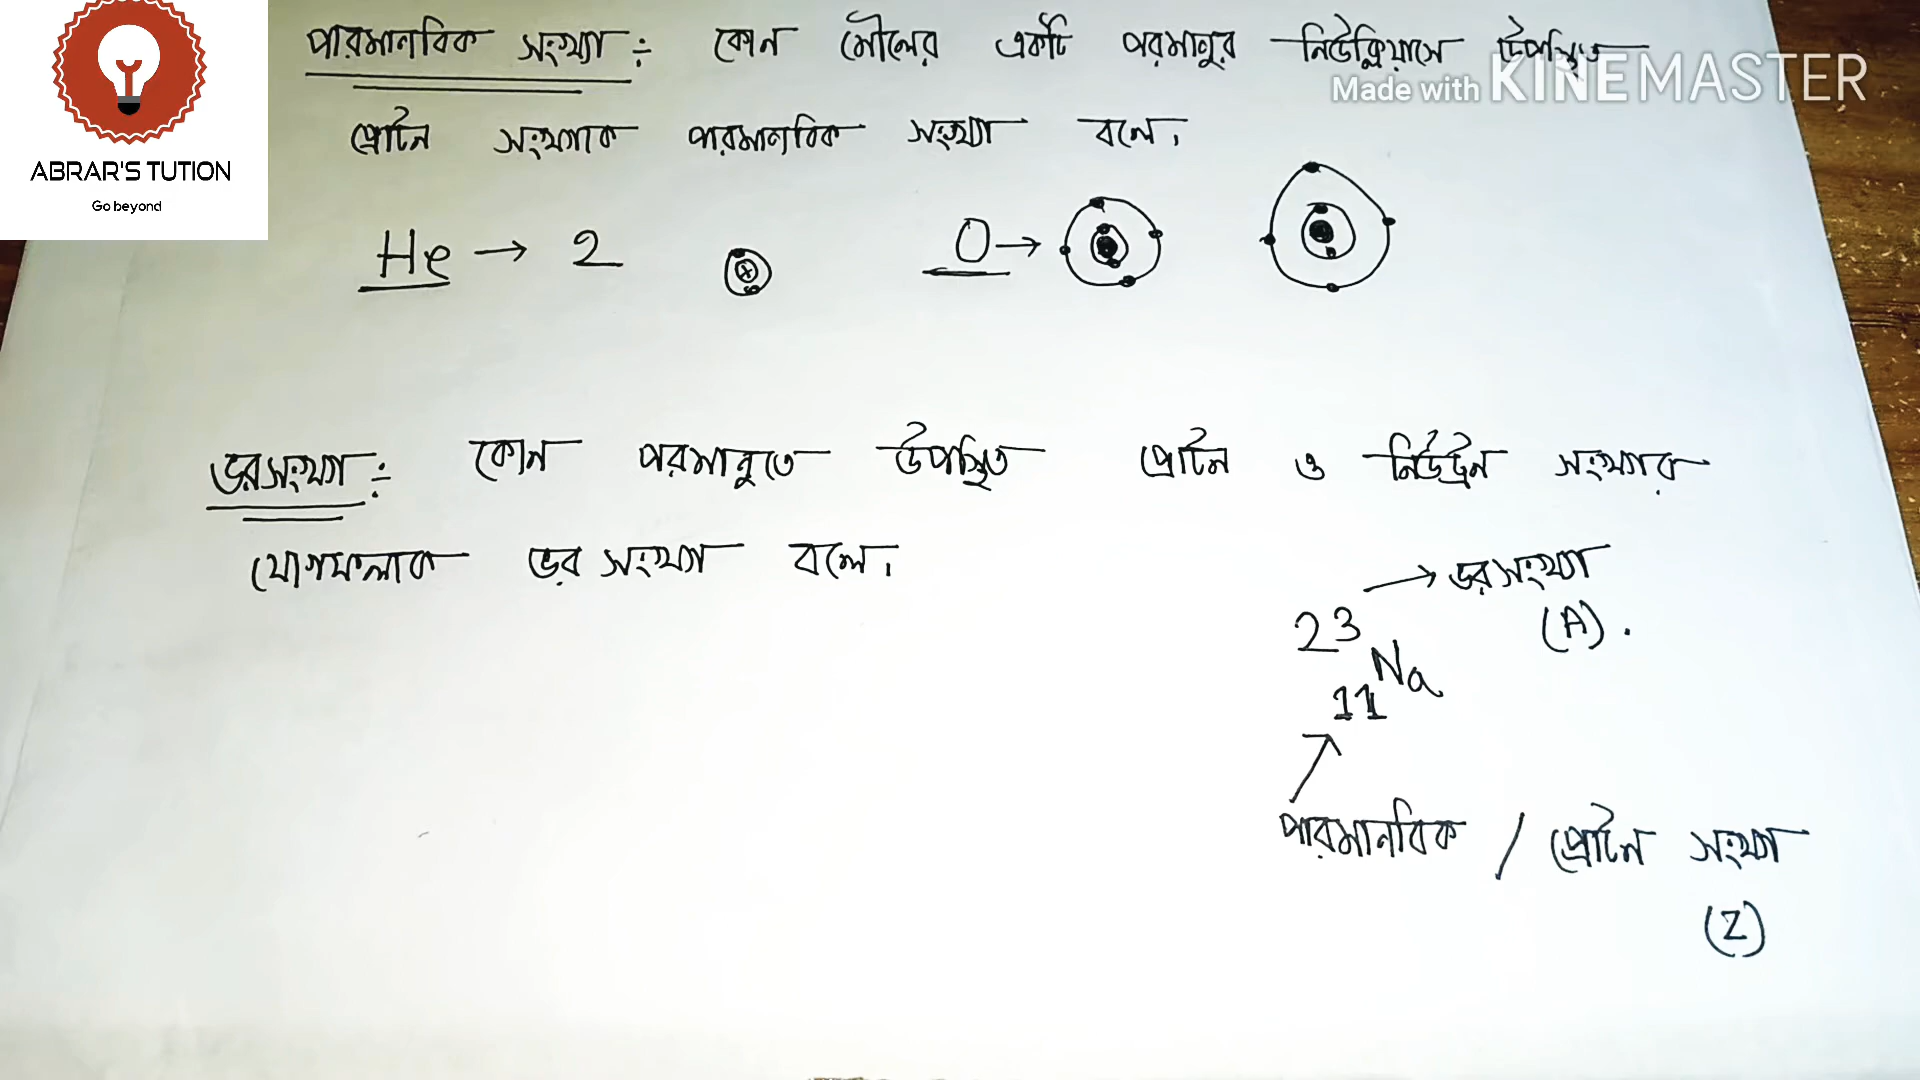 পারমানবিক সংখ্যা ÷ কোন মৌলের একটি পরমানুর নিউক্লিয়াসে উপস্থিত
প্রোটন সংখ্যাকে পারমানবিক সংখ্যা বলে।
He → 2
O →
ভরসংখ্যা ÷ কোন পরমানুতে উপস্থিত প্রোটন ও নিউট্রন সংখ্যার
যোগফলকে ভর সংখ্যা বলে।
→ ভরসংখ্যা
(A).
23
Na
11
পারমানবিক / প্রোটন সংখ্যা
(Z)
ABRAR'S TUTION
Go beyond
Made with KINEMASTER